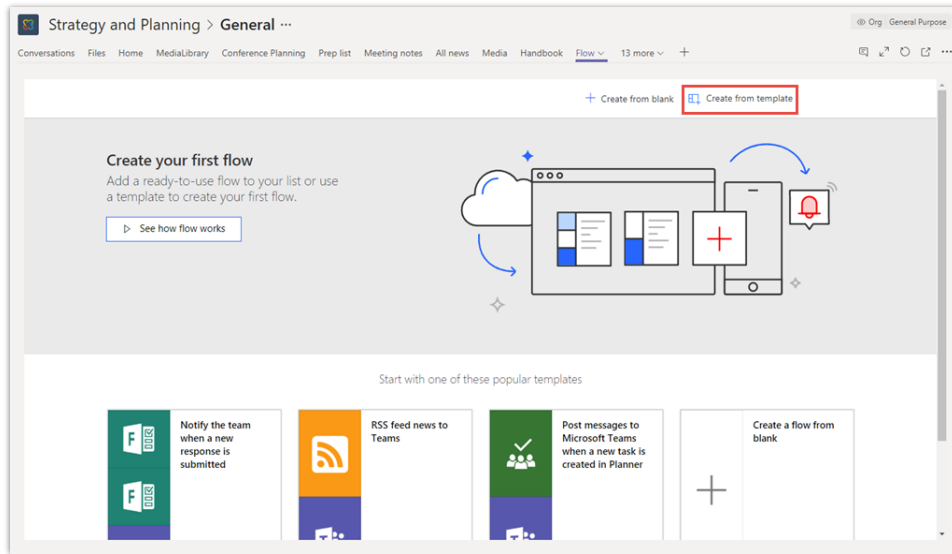 Strategy and Planning > General ···
Org General Purpose
Conversations Files Home MediaLibrary Conference Planning Prep list Meeting notes All news Media Handbook Flow 13 more +
+ Create from blank Create from template
Create your first flow
Add a ready-to-use flow to your list or use
a template to create your first flow.
See how flow works
Start with one of these popular templates
Notify the team
when a new
response is
submitted
RSS feed news to
Teams
Post messages to
Microsoft Teams
when a new task is
created in Planner
Create a flow from
blank